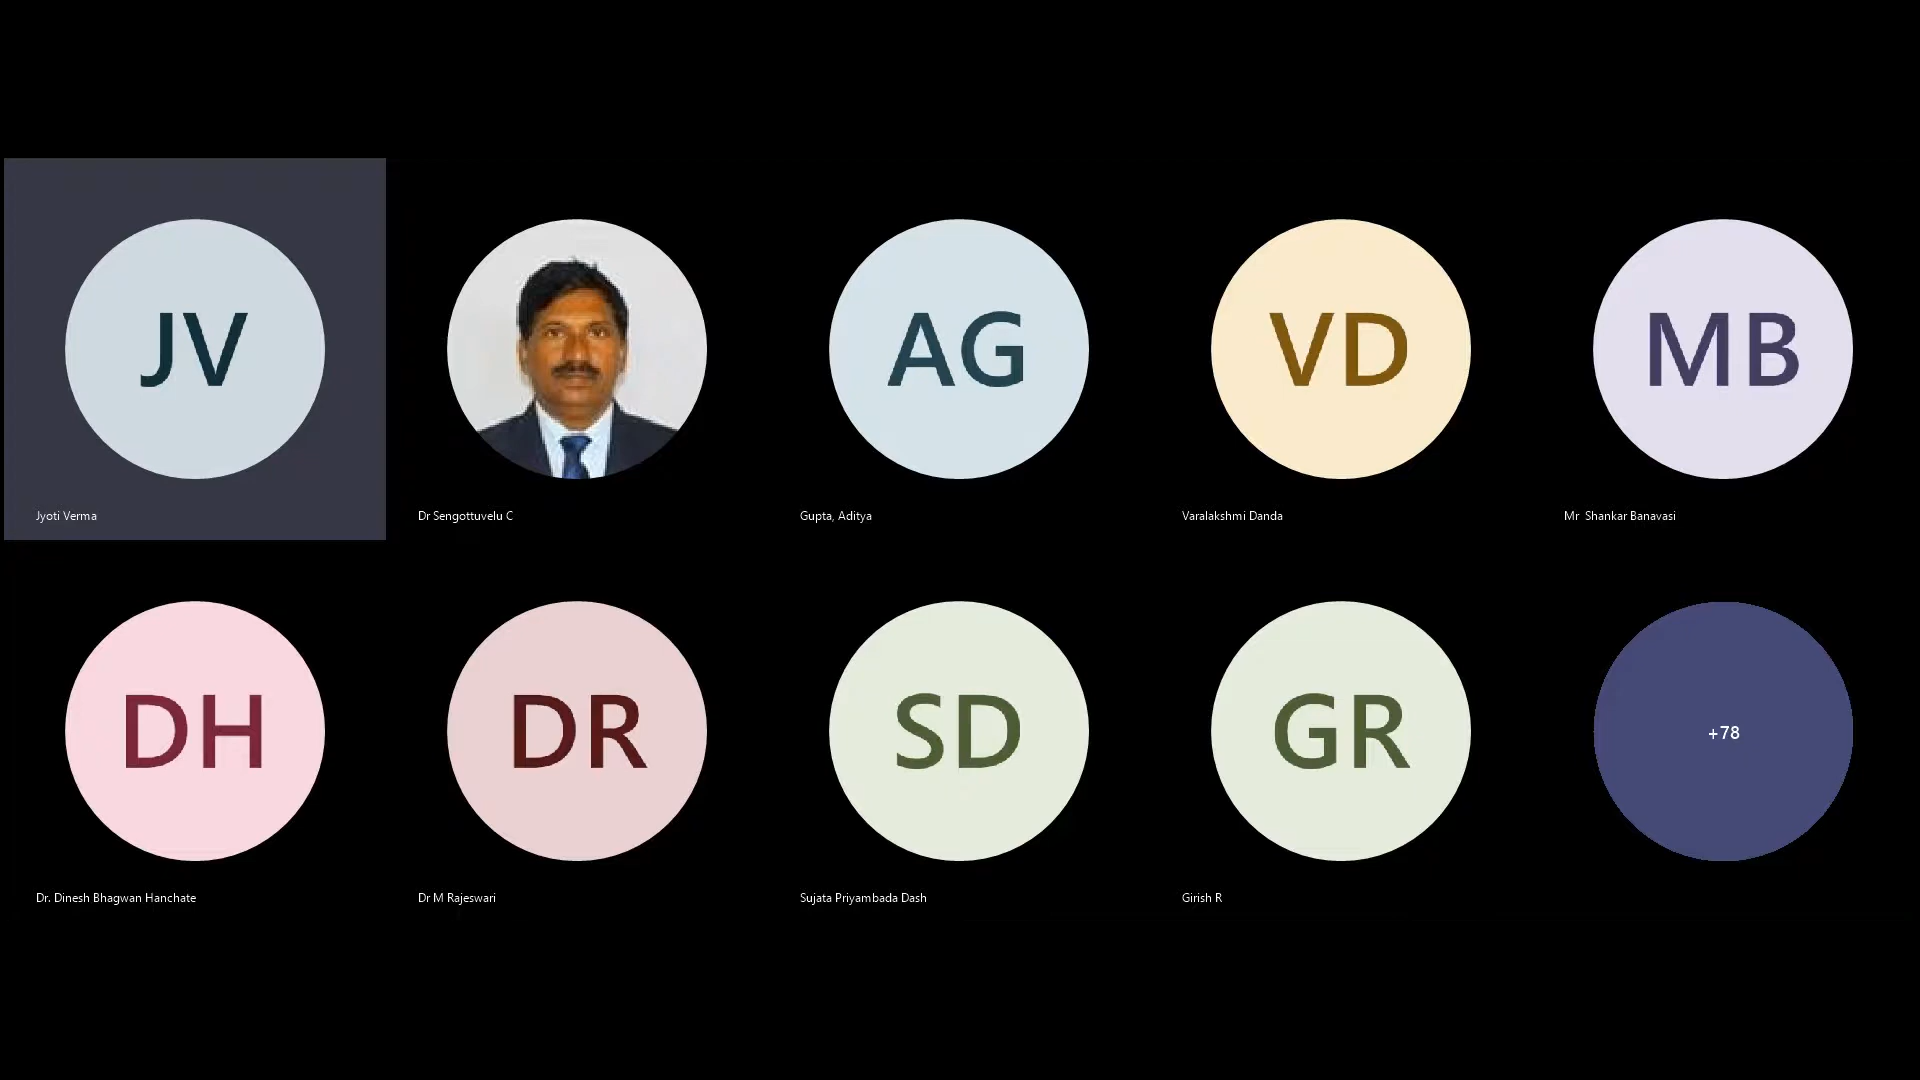 JV
AG
VD
MB
Jyoti Verma
Dr Sengottuvelu C
Gupta, Aditya
Varalakshmi Danda
Mr  Shankar Banavasi
DH
DR
SD
GR
+78
Dr. Dinesh Bhagwan Hanchate
Dr M Rajeswari
Sujata Priyambada Dash
Girish R